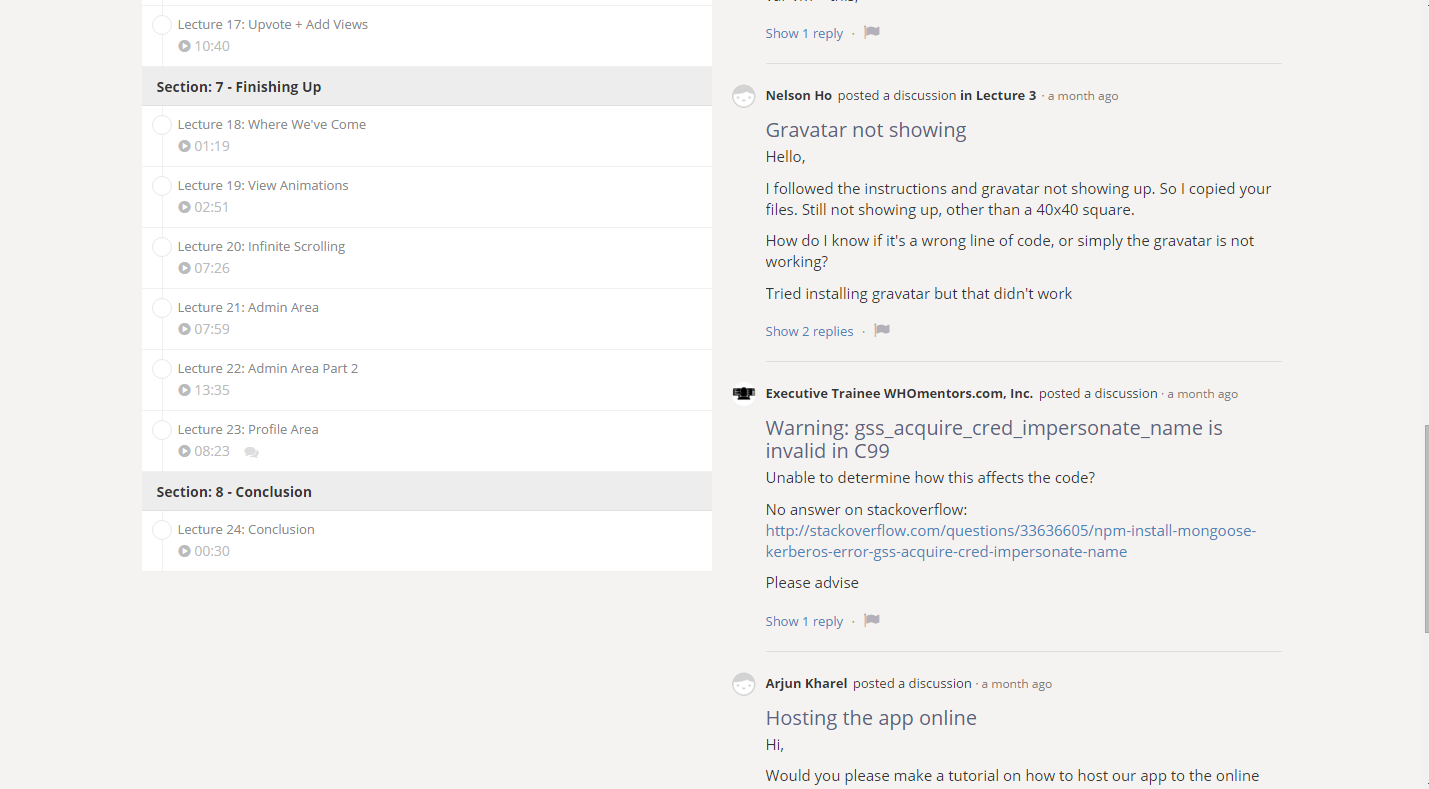 Lecture 17: Upvote + Add Views
10:40
Section: 7 - Finishing Up
Lecture 18: Where We've Come
01:19
Lecture 19: View Animations
02:51
Lecture 20: Infinite Scrolling
07:26
Lecture 21: Admin Area
07:59
Lecture 22: Admin Area Part 2
13:35
Lecture 23: Profile Area
08:23
Section: 8 - Conclusion
Lecture 24: Conclusion
00:30
Show 1 reply ·
Nelson Ho posted a discussion in Lecture 3 · a month ago
Gravatar not showing
Hello,
I followed the instructions and gravatar not showing up. So I copied your
files. Still not showing up, other than a 40x40 square.
How do I know if it's a wrong line of code, or simply the gravatar is not
working?
Tried installing gravatar but that didn't work
Show 2 replies ·
Executive Trainee WHOmentors.com, Inc. posted a discussion · a month ago
Warning: gss_acquire_cred_impersonate_name is
invalid in C99
Unable to determine how this affects the code?
No answer on stackoverflow:
http://stackoverflow.com/questions/33636605/npm-install-mongoose-
kerberos-error-gss-acquire-cred-impersonate-name
Please advise
Show 1 reply ·
Arjun Kharel posted a discussion · a month ago
Hosting the app online
Hi,
Would you please make a tutorial on how to host our app to the online